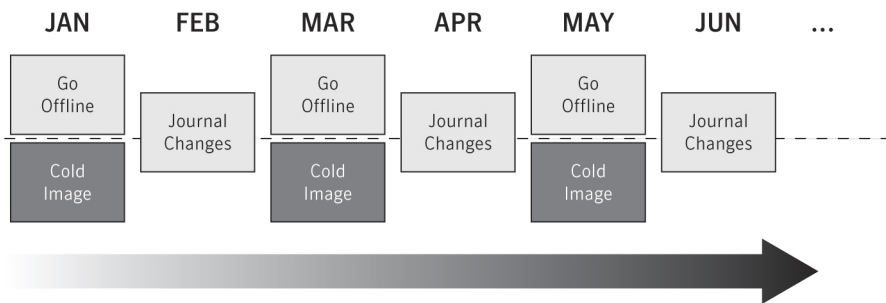 JAN FEB MAR APR MAY JUN ...
Go
Offline
Cold
Image
Journal
Changes
Go
Offline
Cold
Image
Journal
Changes
Go
Offline
Cold
Image
Journal
Changes